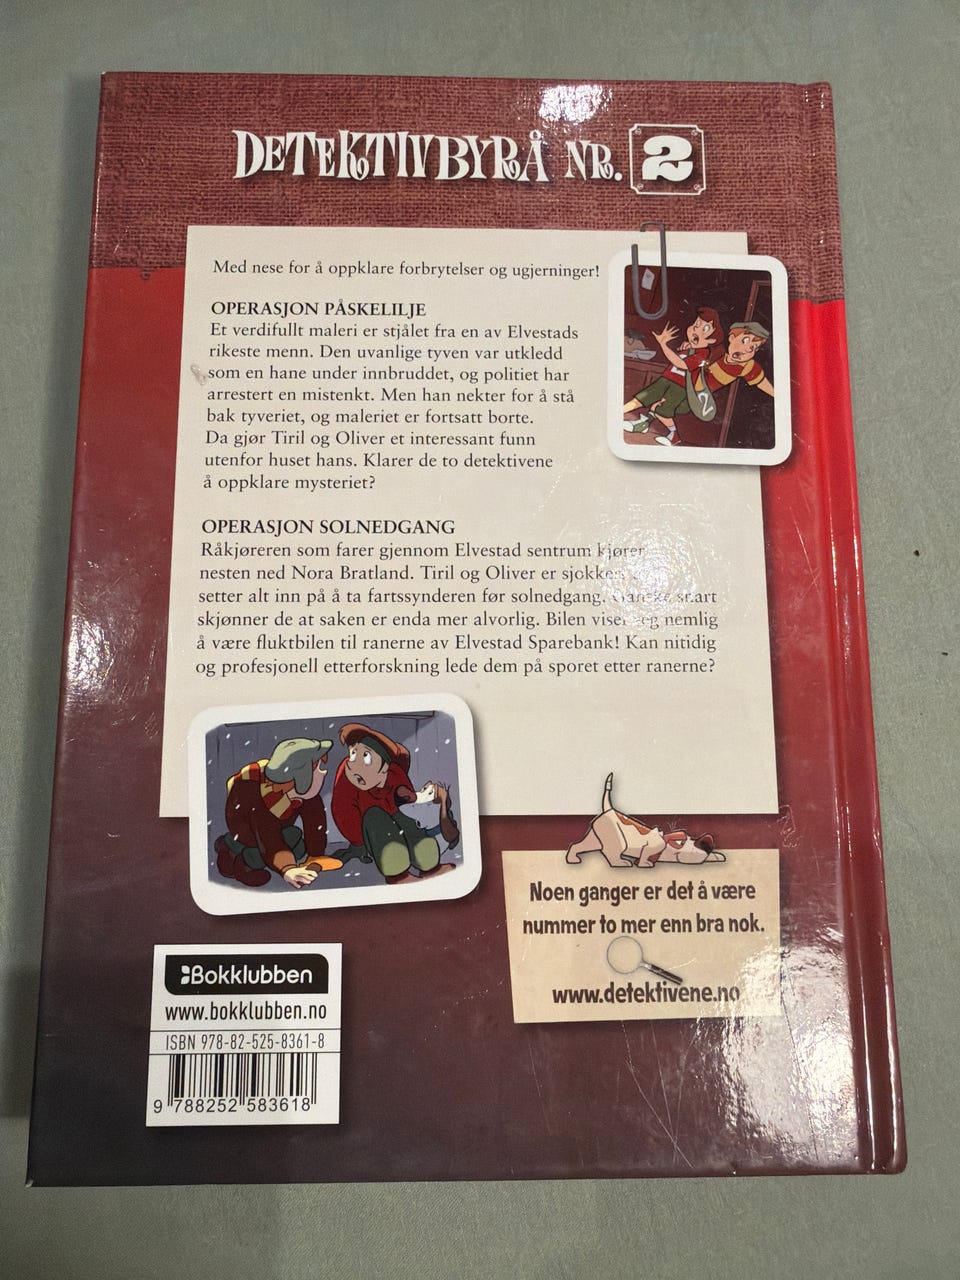 DETEKTIVBYRÅ NR. 2
Med nese for å oppklare forbrytelser og ugjerninger!
OPERASJON PÅSKELILJE
Et verdifullt maleri er stjålet fra en av Elvestads
rikeste menn. Den uvanlige tyven var utkledd
som en hane under innbruddet, og politiet har
arrestert en mistenkt. Men han nekter for å stå
bak tyveriet, og maleriet er fortsatt borte.
Da gjør Tiril og Oliver et interessant funn
utenfor huset hans. Klarer de to detektivene
å oppklare mysteriet?
2
OPERASJON SOLNEDGANG
Råkjøreren som farer gjennom Elvestad sentrum kjører
nesten ned Nora Bratland. Tiril og Oliver er
setter alt inn på å ta fartssynderen før solnedgang. snart
skjønner de at saken er enda mer alvorlig. Bilen viser seg nemlig
å være fluktbilen til ranerne av Elvestad Sparebank! Kan nitidig
og profesjonell etterforskning lede dem på sporet etter ranerne?
Noen ganger er det å være
nummer to mer enn bra nok.
www.detektivene.no
Bokklubben
www.bokklubben.no
ISBN 978-82-525-8361-8
9 788252 583618